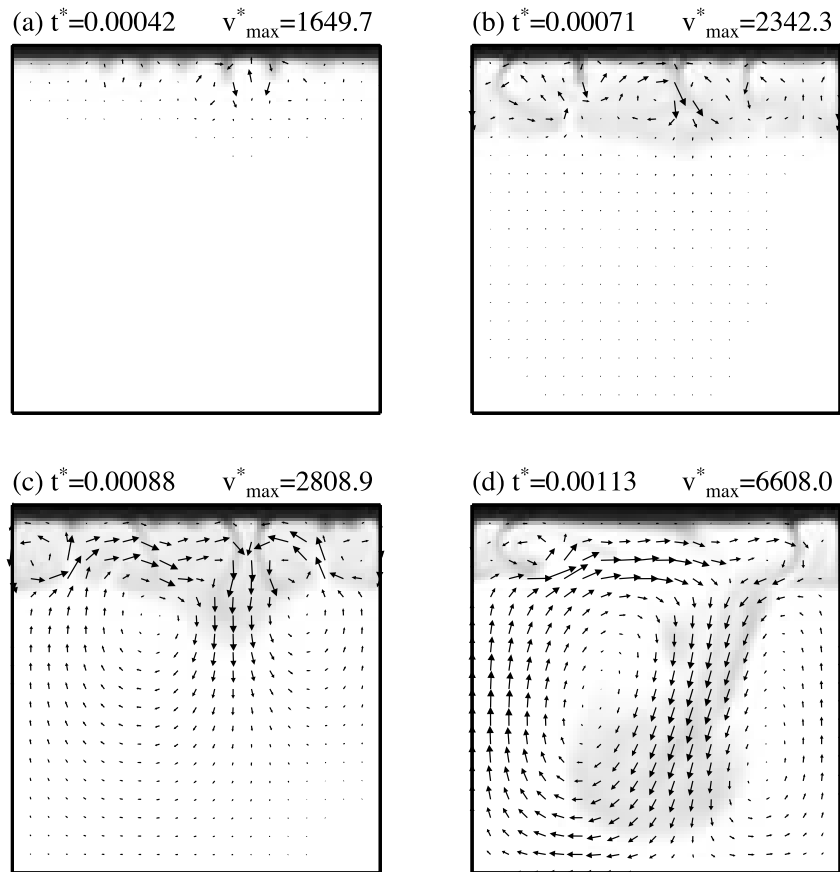 (a) t*=0.00042 v*max=1649.7
(b) t*=0.00071 v*max=2342.3
(c) t*=0.00088 v*max=2808.9
(d) t*=0.00113 v*max=6608.0